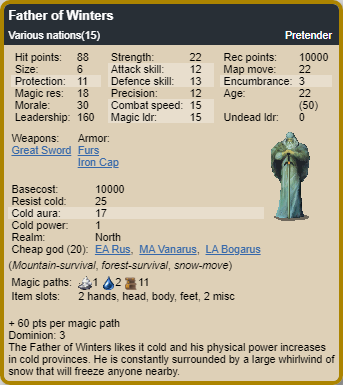 Father of Winters
Various nations(15) Pretender
Hit points: 88 Strength: 22 Rec points: 10000
Size: 6 Attack skill: 12 Map move: 22
Protection: 11 Defence skill: 13 Encumbrance: 3
Magic res: 18 Precision: 12 Age: 22
Morale: 30 Combat speed: 15 (50)
Leadership: 160 Magic ldr: 15 Undead ldr: 0
Weapons: Armor:
Great Sword Furs
Iron Cap
Basecost: 10000
Resist cold: 25
Cold aura: 17
Cold power: 1
Realm: North
Cheap god (20): EA Rus, MA Vanarus, LA Bogarus
(Mountain-survival, forest-survival, snow-move)
Magic paths: 1 2 11
Item slots: 2 hands, head, body, feet, 2 misc
+ 60 pts per magic path
Dominion: 3
The Father of Winters likes it cold and his physical power increases
in cold provinces. He is constantly surrounded by a large whirlwind of
snow that will freeze anyone nearby.